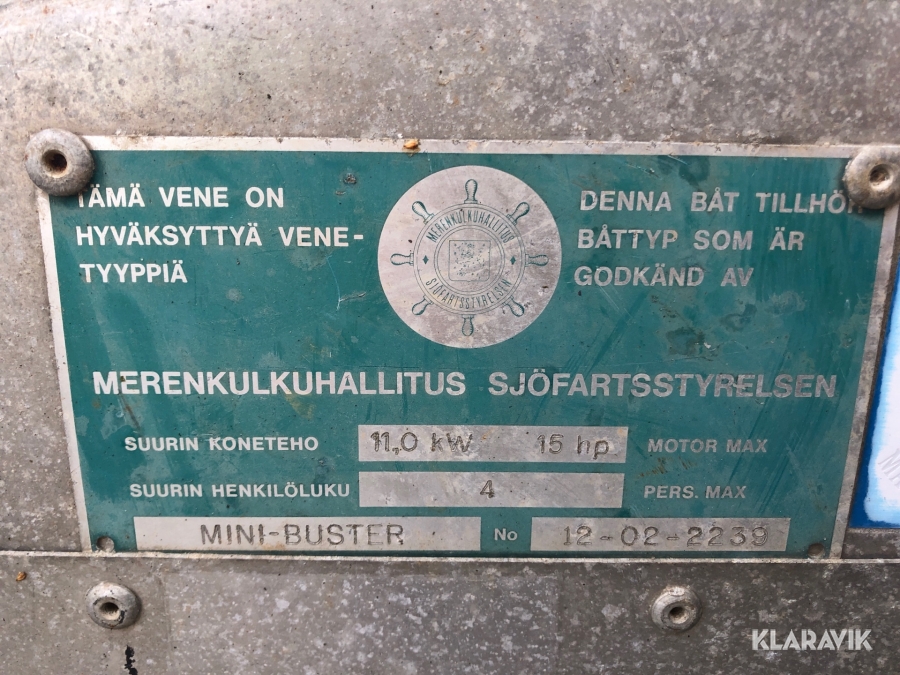 TÄMÄ VENE ON
HYVÄKSYTTYÄ VENE-
TYYPPIÄ
MERENKULKUHALLITUS
SJÖFARTSSTYRELSEN
DENNA BÅT TILLHÖR
BÅTTYP SOM ÄR
GODKÄND AV
MERENKULKUHALLITUS SJÖFARTSSTYRELSEN
SUURIN KONETEHO 11,0 kW 15 hp MOTOR MAX
SUURIN HENKILÖLUKU 4 PERS. MAX
MINI-BUSTER No 12-02-2239
KLARAVIK